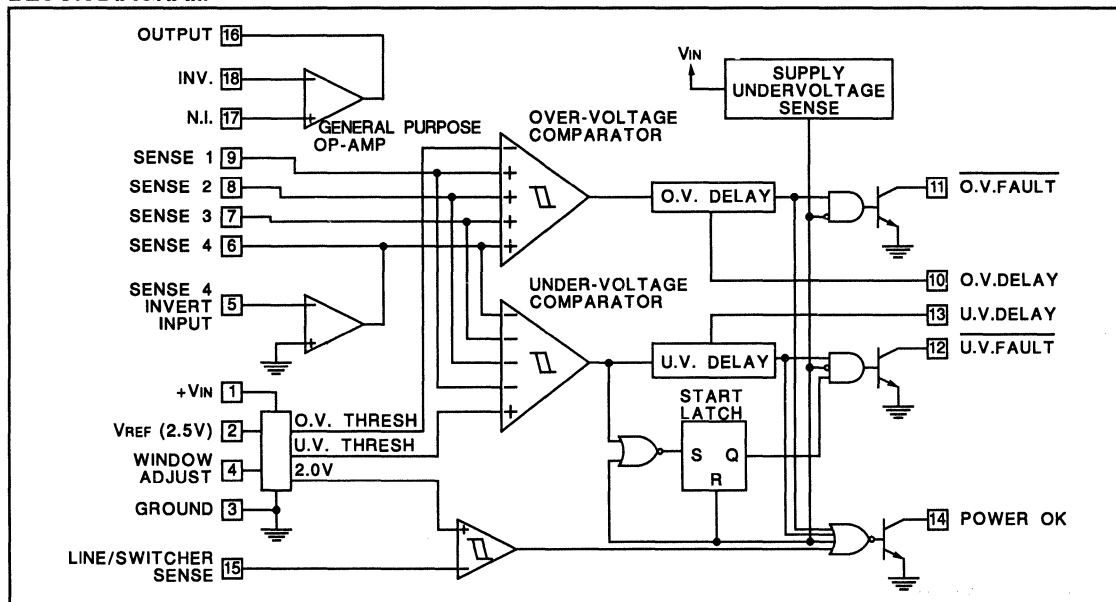 OUTPUT 16
INV. 18
N.I. 17
GENERAL PURPOSE
OP-AMP
SENSE 1 9
SENSE 2 8
SENSE 3 7
SENSE 4 6
SENSE 4
INVERT
INPUT
5
+VIN 1
VREF (2.5V) 2
WINDOW
ADJUST
4
GROUND 3
LINE/SWITCHER
SENSE
15
O.V. THRESH
U.V. THRESH
2.0V
OVER-VOLTAGE
COMPARATOR
UNDER-VOLTAGE
COMPARATOR
VIN
SUPPLY
UNDERVOLTAGE
SENSE
O.V. DELAY
U.V. DELAY
START
LATCH
S Q
R
11 O.V.FAULT
10 O.V.DELAY
13 U.V.DELAY
12 U.V.FAULT
14 POWER OK